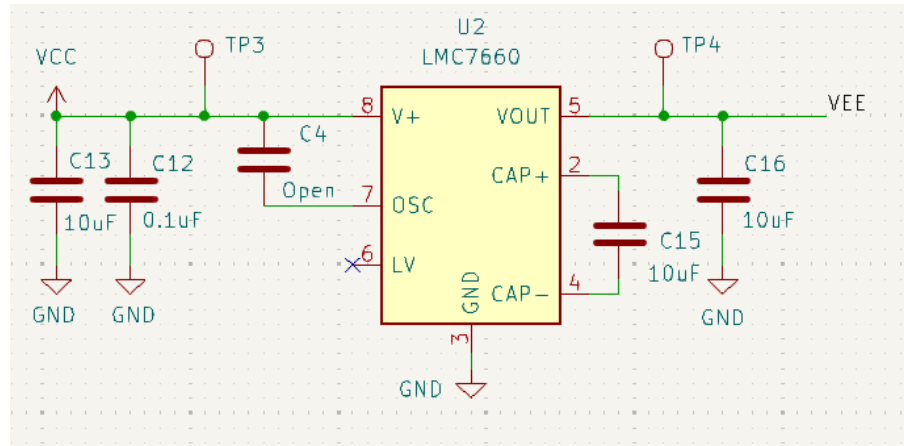 U2
LMC7660
VCC
TP3
TP4
VEE
8
V+
VOUT
5
C4
Open
7
OSC
CAP+
2
C13
10uF
C12
0.1uF
C16
10uF
C15
10uF
6
LV
GND
CAP-
4
3
GND
GND
GND
GND